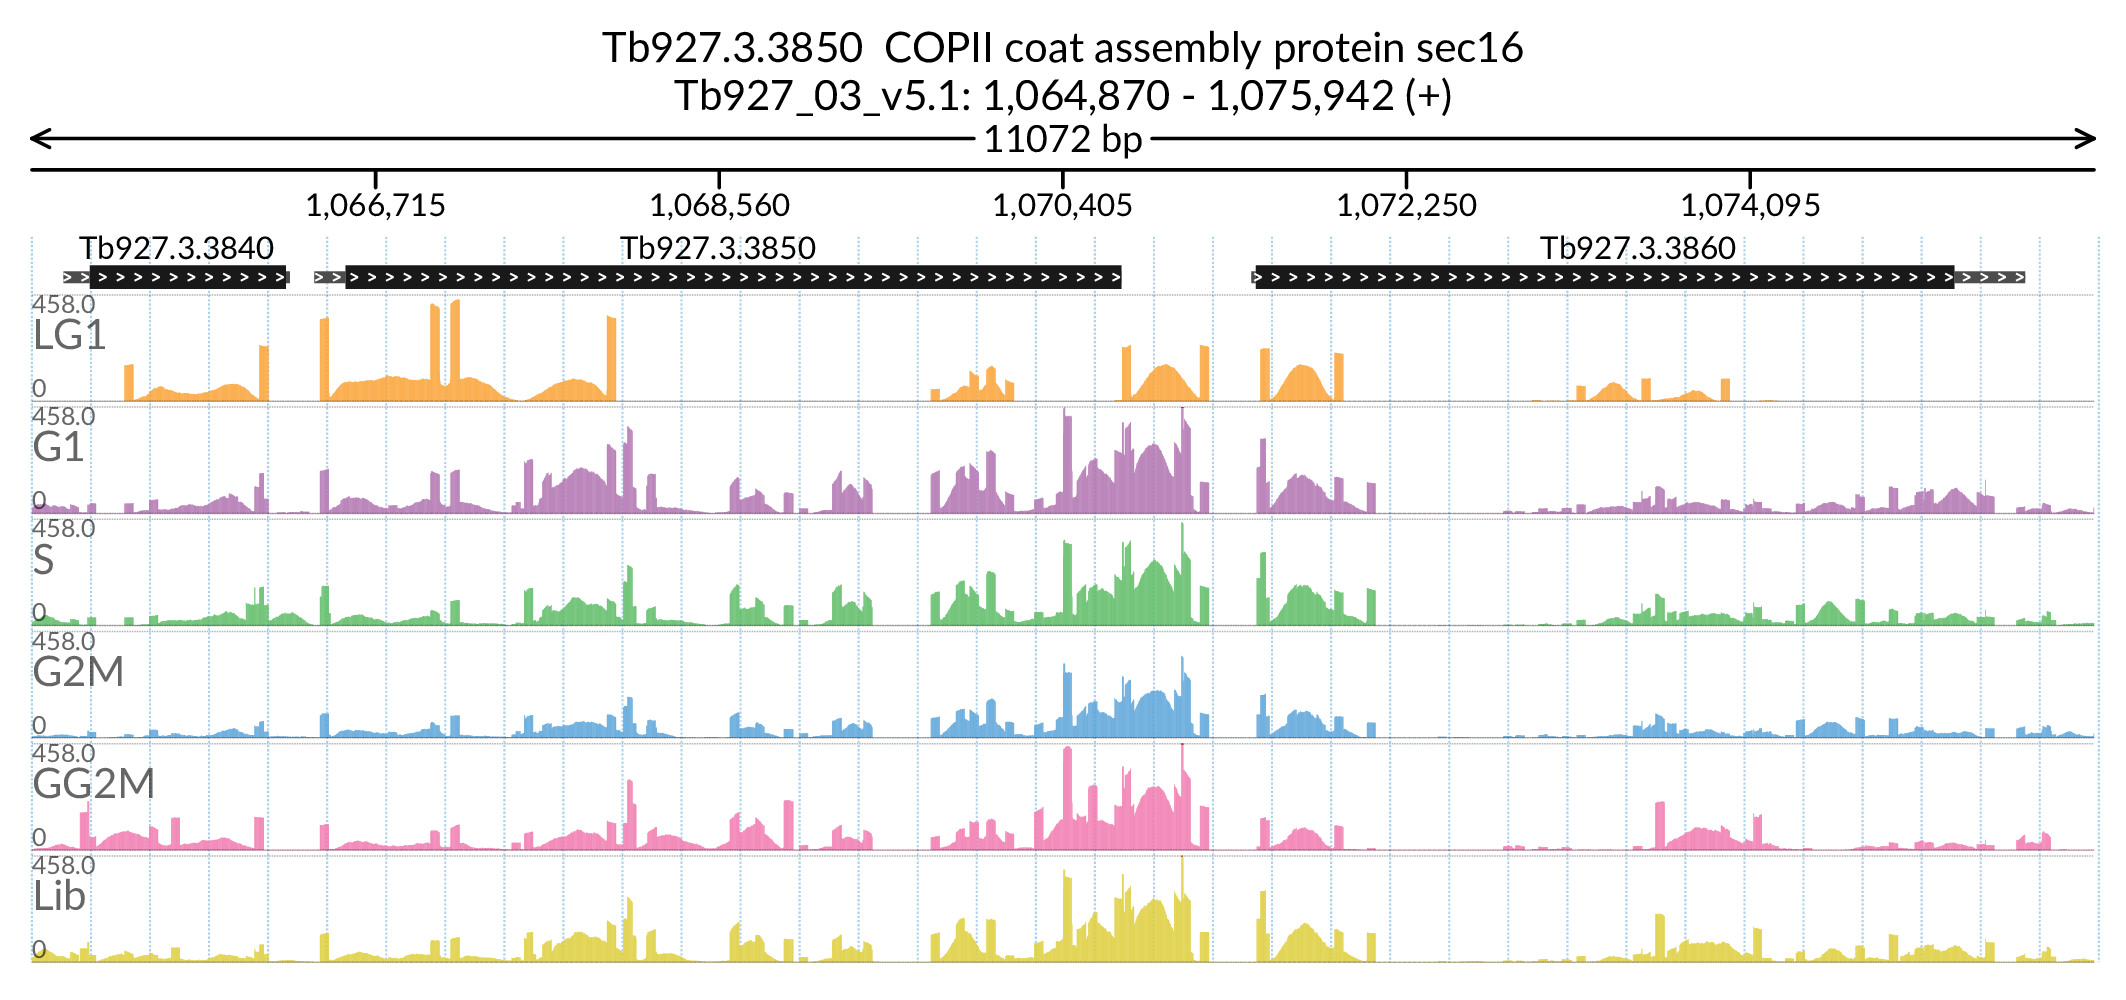 Tb927.3.3850  COPII coat assembly protein sec16
Tb927_03_v5.1: 1,064,870 - 1,075,942 (+)
11072 bp
1,066,715 1,068,560 1,070,405 1,072,250 1,074,095
Tb927.3.3840 Tb927.3.3850 Tb927.3.3860
458.0
LG1
0
458.0
G1
0
458.0
S
0
458.0
G2M
0
458.0
GG2M
0
458.0
Lib
0